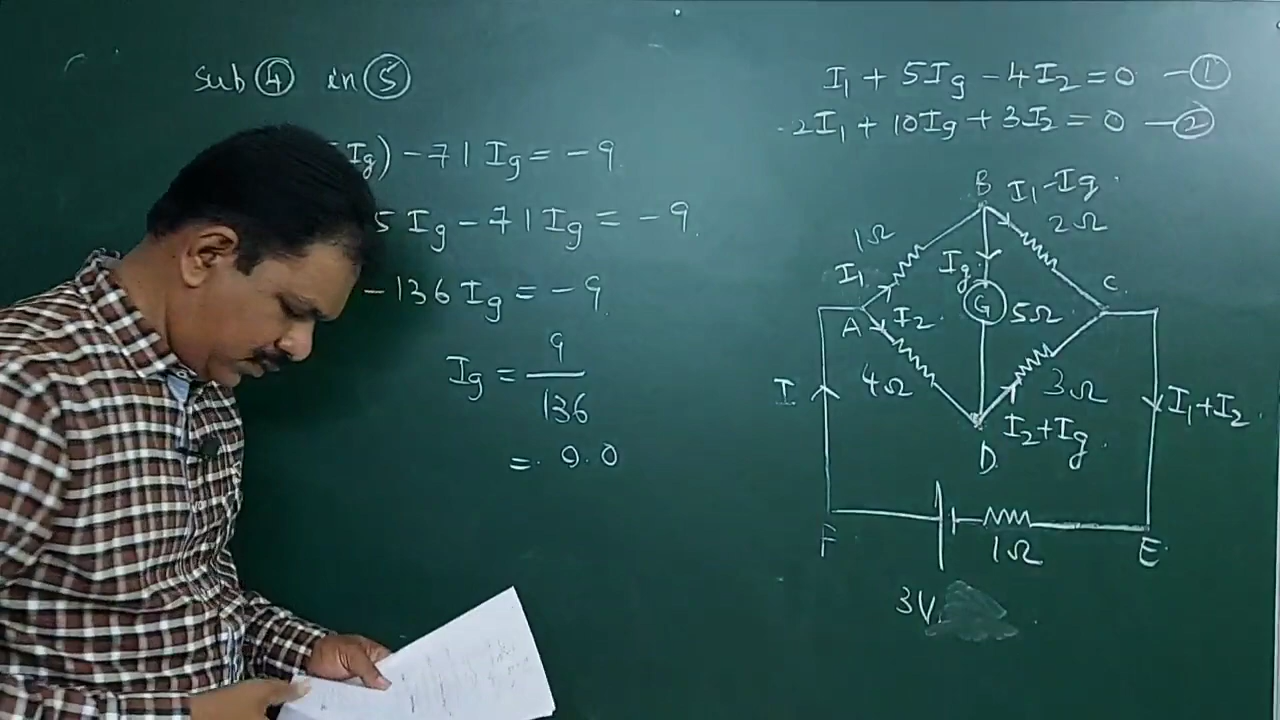 Sub ④ in ⑤
Ig) - 71 Ig = -9
5 Ig - 71 Ig = -9
-136 Ig = -9
Ig = 9/136
= 0.0
I₁ + 5Ig - 4I₂ = 0 — ①
-2I₁ + 10Ig + 3I₂ = 0 — ②
B I₁-Ig
1Ω 2Ω
I₁ Ig C
A I₂ G 5Ω
I 4Ω 3Ω I₁+I₂
I₂+Ig
D
F 1Ω E
3V